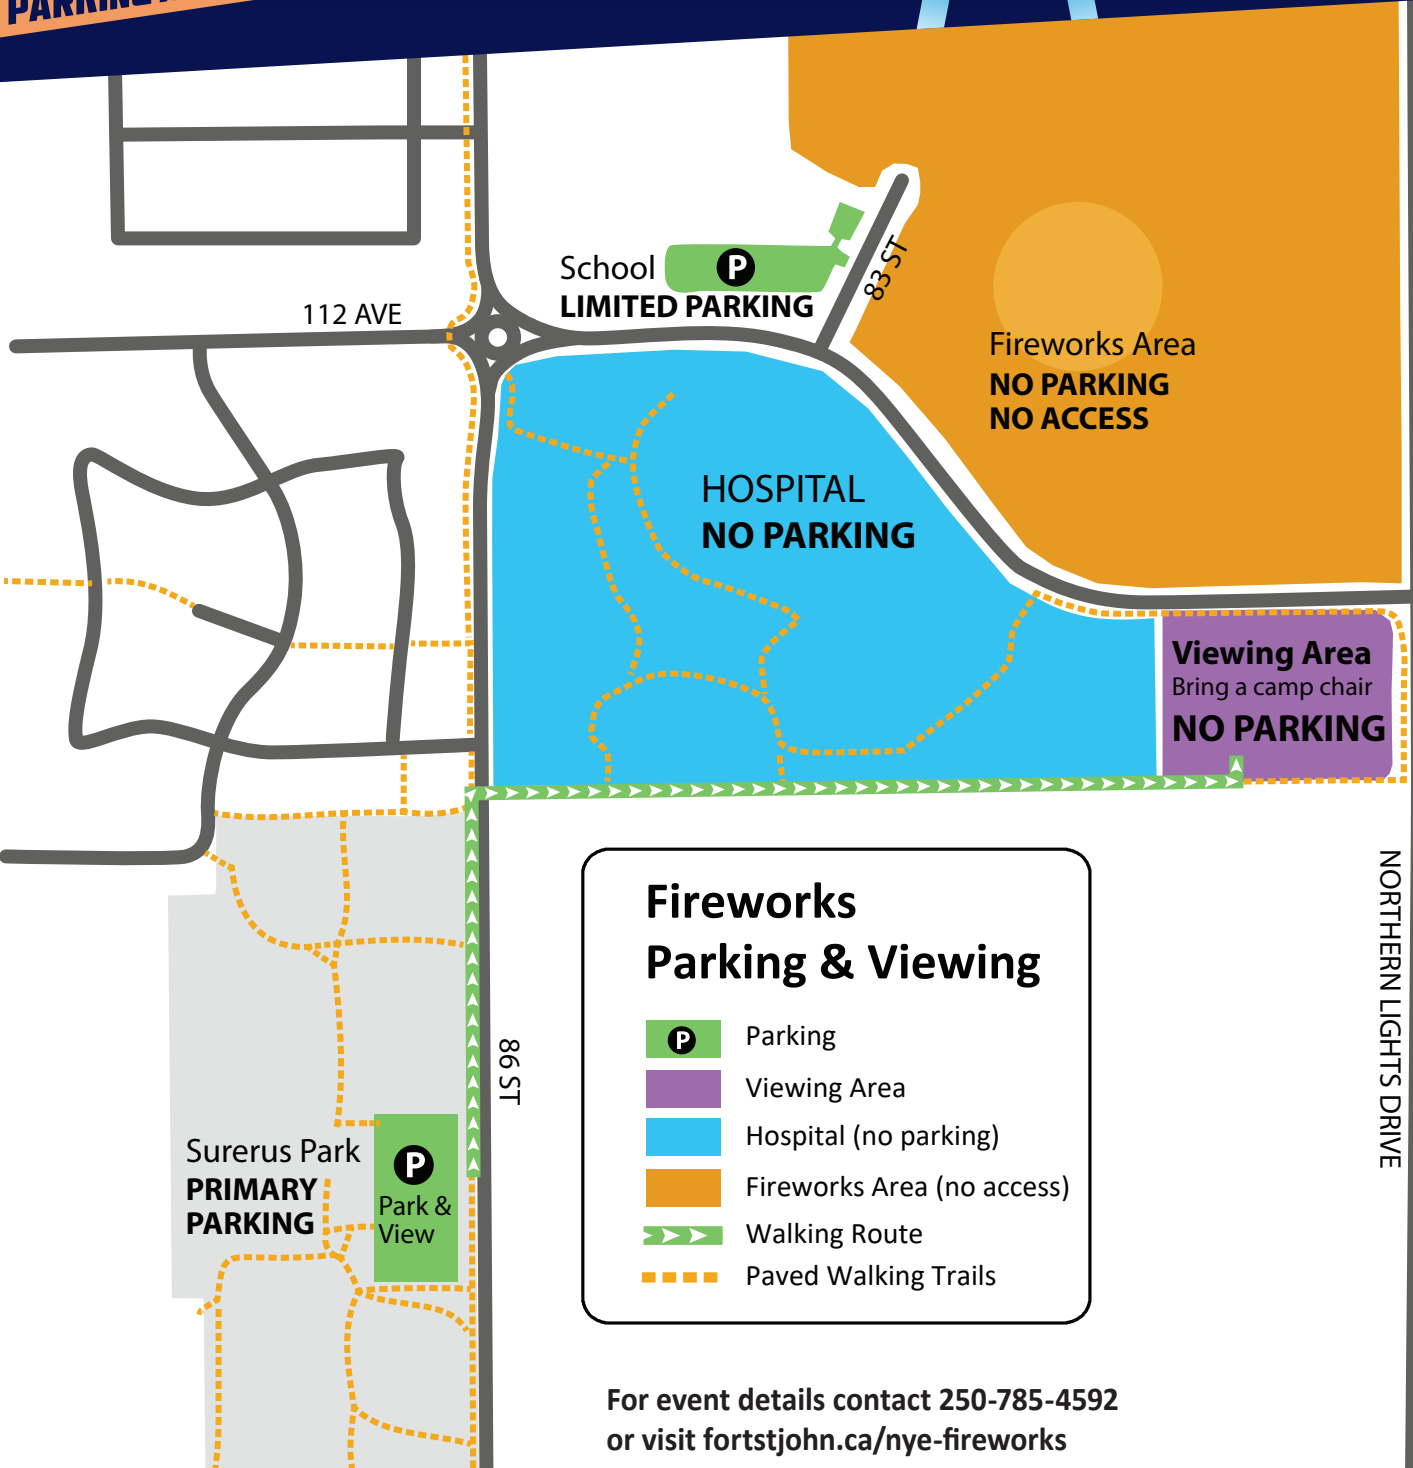 PARKING
School
LIMITED PARKING
83 ST
112 AVE
Fireworks Area
NO PARKING
NO ACCESS
HOSPITAL
NO PARKING
Viewing Area
Bring a camp chair
NO PARKING
NORTHERN LIGHTS DRIVE
86 ST
Surerus Park
PRIMARY
PARKING
P
Park &
View
P
Fireworks
Parking & Viewing
P
Parking
Viewing Area
Hospital (no parking)
Fireworks Area (no access)
Walking Route
Paved Walking Trails
For event details contact 250-785-4592
or visit fortstjohn.ca/nye-fireworks